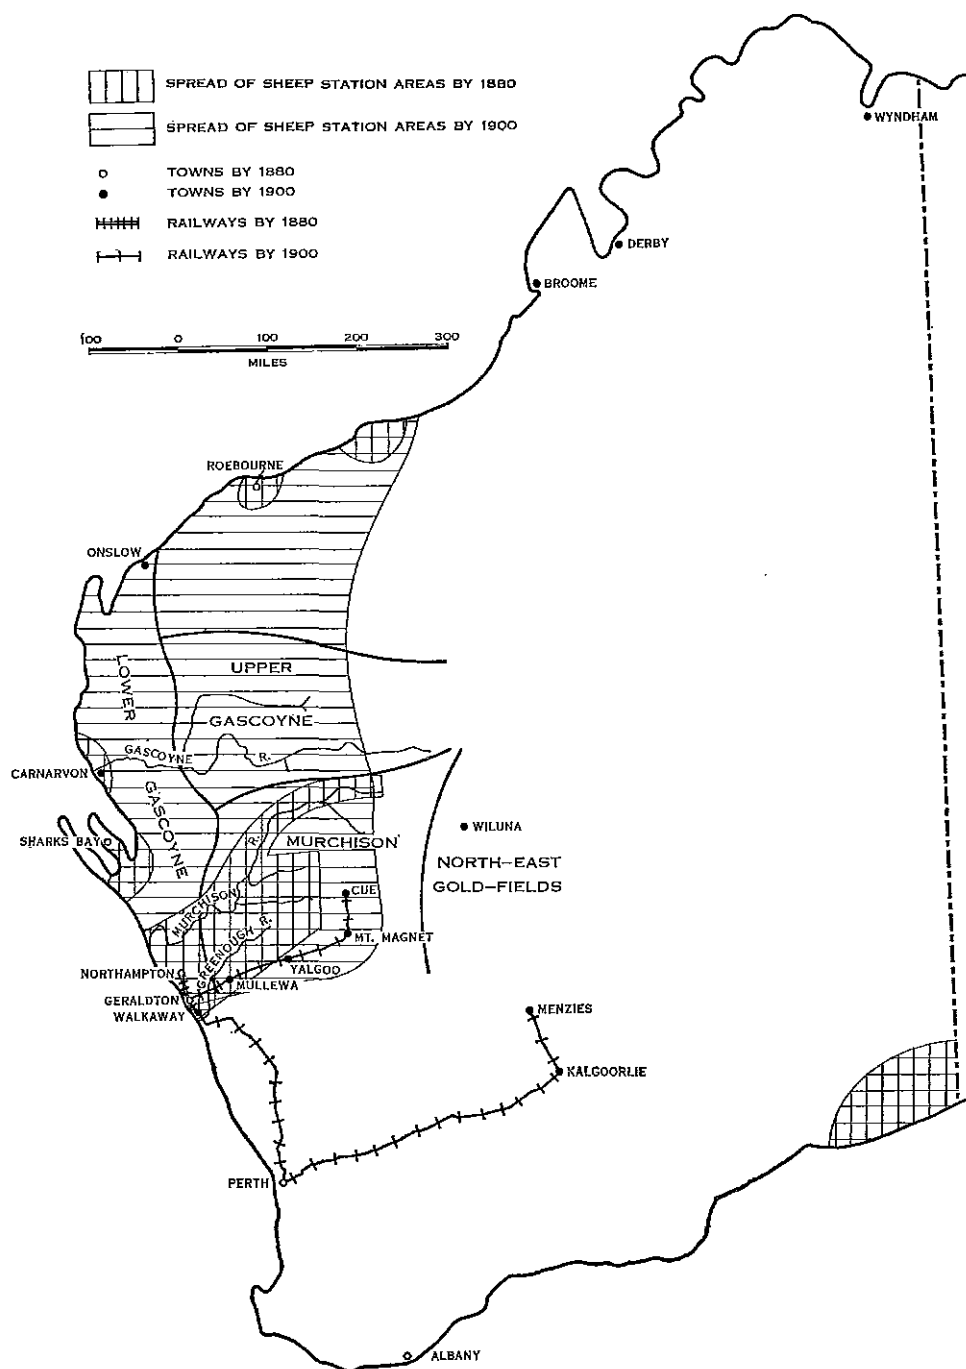 SPREAD OF SHEEP STATION AREAS BY 1880
SPREAD OF SHEEP STATION AREAS BY 1900
TOWNS BY 1880
TOWNS BY 1900
RAILWAYS BY 1880
RAILWAYS BY 1900
100 0 100 200 300
MILES
WYNDHAM
DERBY
BROOME
ROEBOURNE
ONSLOW
LOWER
GASCOYNE
UPPER
GASCOYNE
GASCOYNE R.
CARNARVON
SHARKS BAY
MURCHISON
MURCHISON R.
WILUNA
NORTH-EAST
GOLD-FIELDS
CUE
MT. MAGNET
GREENOUGH R.
YALGOO
NORTHAMPTON
MULLEWA
GERALDTON
WALKAWAY
MENZIES
KALGOORLIE
PERTH
ALBANY